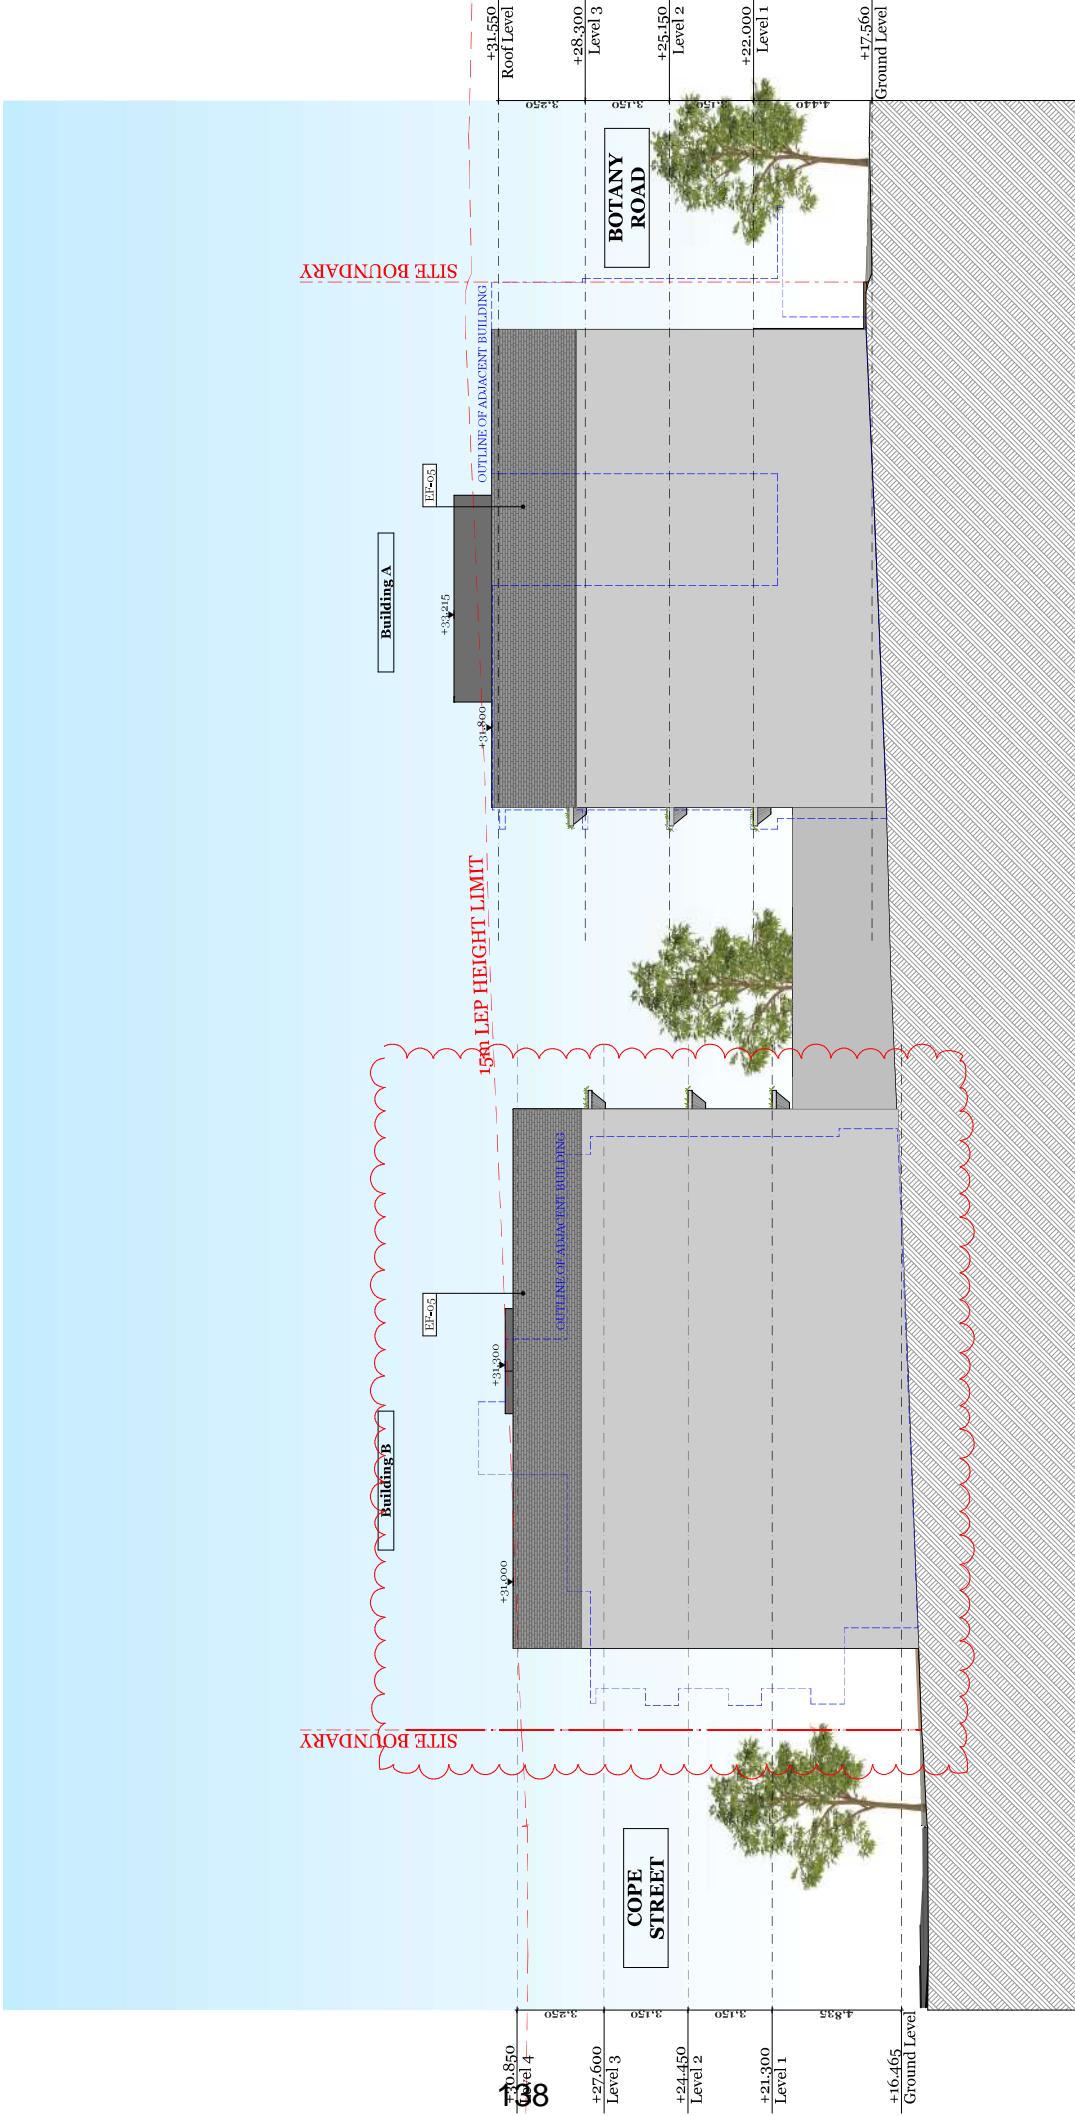 +31.550
Roof Level
+28.300
Level 3
+25.150
Level 2
+22.000
Level 1
+17.560
Ground Level
3.250
3.150
3.150
4.440
BOTANY
ROAD
SITE BOUNDARY
OUTLINE OF ADJACENT BUILDING
EF-05
Building A
+33.215
+31.800
15m LEP HEIGHT LIMIT
OUTLINE OF ADJACENT BUILDING
EF-05
+31.300
Building B
+31.000
SITE BOUNDARY
COPE
STREET
3.250
3.150
3.150
4.835
+30.850
Level 4
+27.600
Level 3
+24.450
Level 2
+21.300
Level 1
+16.465
Ground Level
138